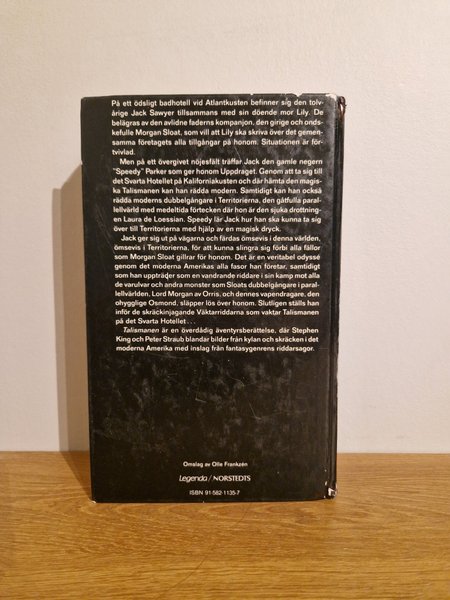 På ett ödsligt badhotell vid Atlantkusten befinner sig den tolv-
årige Jack Sawyer tillsammans med sin döende mor Lily. De
belägras av den avlidne faderns kompanjon, den girige och onds-
kefulle Morgan Sloat, som vill att Lily ska skriva över det gemen-
samma företagets alla tillgångar på honom. Situationen är för-
tvivlad.
Men på ett övergivet nöjesfält träffar Jack den gamle negern
"Speedy" Parker som ger honom Uppdraget. Genom att ta sig till
det Svarta Hotellet på Kaliforniakusten och där hämta den magis-
ka Talismanen kan han rädda modern. Samtidigt kan han också
rädda moderns dubbelgångare i Territorierna, den gåtfulla paral-
lellvärld med medeltida förtecken där hon är den sjuka drottnin-
gen Laura de Loessian. Speedy lär Jack hur han ska kunna ta sig
över till Territorierna med hjälp av en magisk dryck.
Jack ger sig ut på vägarna och färdas ömsevis i denna världen,
ömsevis i Territorierna, för att kunna slingra sig förbi alla fällor
som Morgan Sloat gillrar för honom. Det är en veritabel odyssé
genom det moderna Amerikas alla fasor han företar, samtidigt
som han uppträder som en vandrande riddare i sin kamp mot alla
de varulvar och andra monster som Sloats dubbelgångare i paral-
lellvärlden, Lord Morgan av Orris, och dennes vapendragare, den
ohygglige Osmond, släpper lös över honom. Slutligen ställs han
inför de skräckinjagande Väktarriddarna som vaktar Talismanen
på det Svarta Hotellet...
Talismanen är en överdådig äventyrsberättelse, där Stephen
King och Peter Straub blandar bilder från kylan och skräcken i det
moderna Amerika med inslag från fantasygenrens riddarsagor.
Omslag av Olle Frankzén
Legenda / NORSTEDTS
ISBN 91-582-1135-7